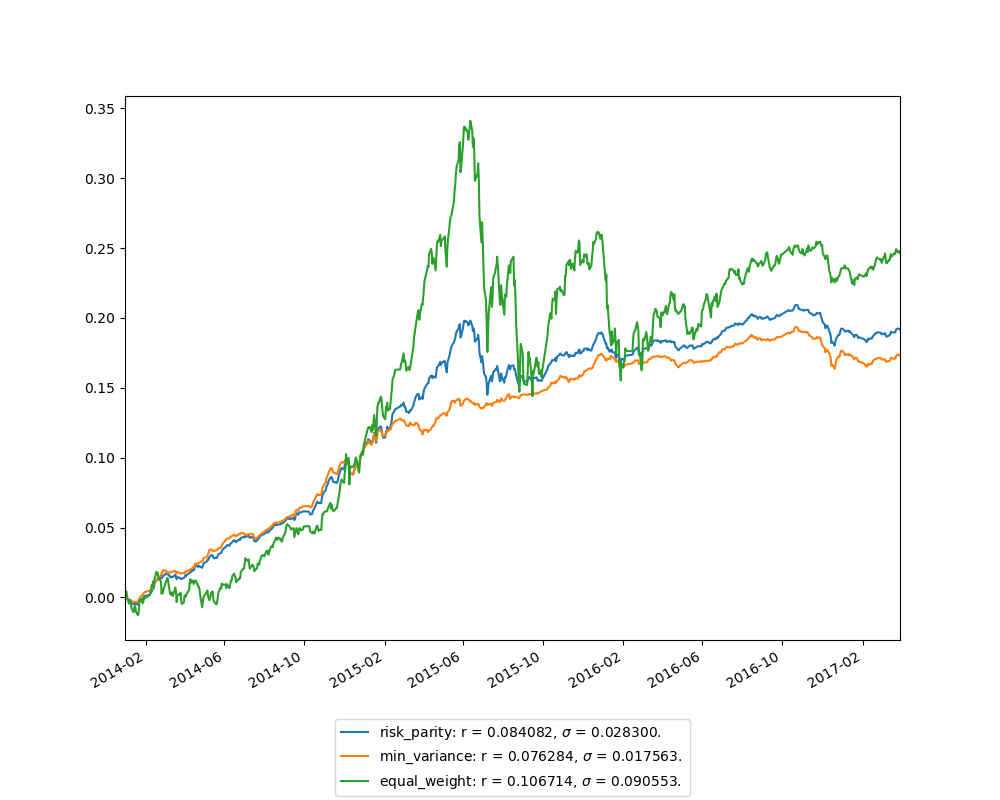 0.35
0.30
0.25
0.20
0.15
0.10
0.05
0.00
2014-02 2014-06 2014-10 2015-02 2015-06 2015-10 2016-02 2016-06 2016-10 2017-02
risk_parity: r = 0.084082, σ = 0.028300.
min_variance: r = 0.076284, σ = 0.017563.
equal_weight: r = 0.106714, σ = 0.090553.